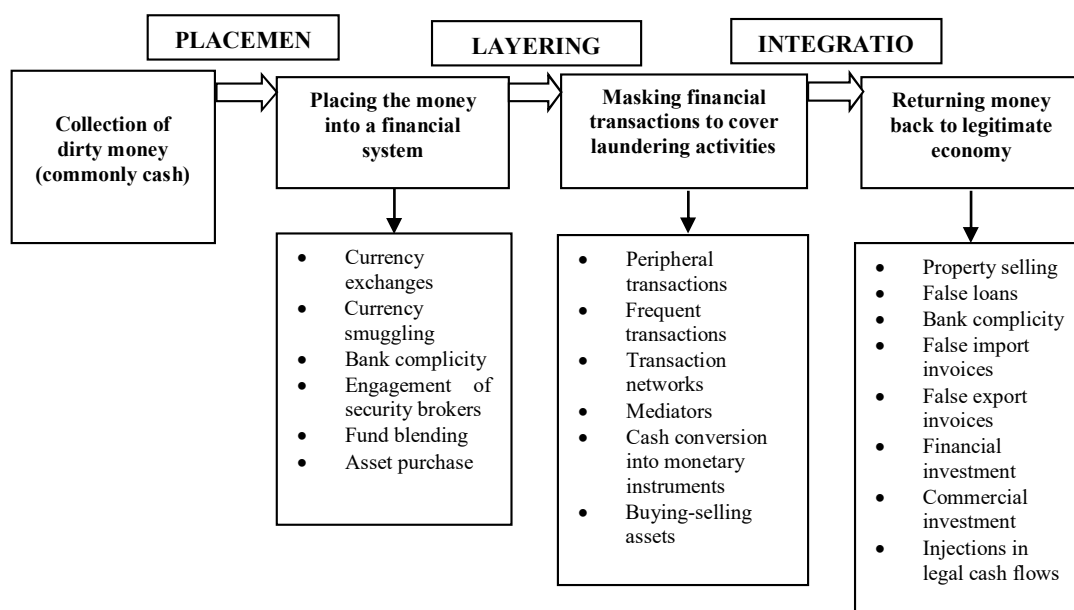 PLACEMEN
LAYERING
INTEGRATIO
Collection of
dirty money
(commonly cash)
Placing the money
into a financial
system
Masking financial
transactions to cover
laundering activities
Returning money
back to legitimate
economy
• Currency
exchanges
• Currency
smuggling
• Bank complicity
• Engagement of
security brokers
• Fund blending
• Asset purchase
• Peripheral
transactions
• Frequent
transactions
• Transaction
networks
• Mediators
• Cash conversion
into monetary
instruments
• Buying-selling
assets
• Property selling
• False loans
• Bank complicity
• False import
invoices
• False export
invoices
• Financial
investment
• Commercial
investment
• Injections in
legal cash flows